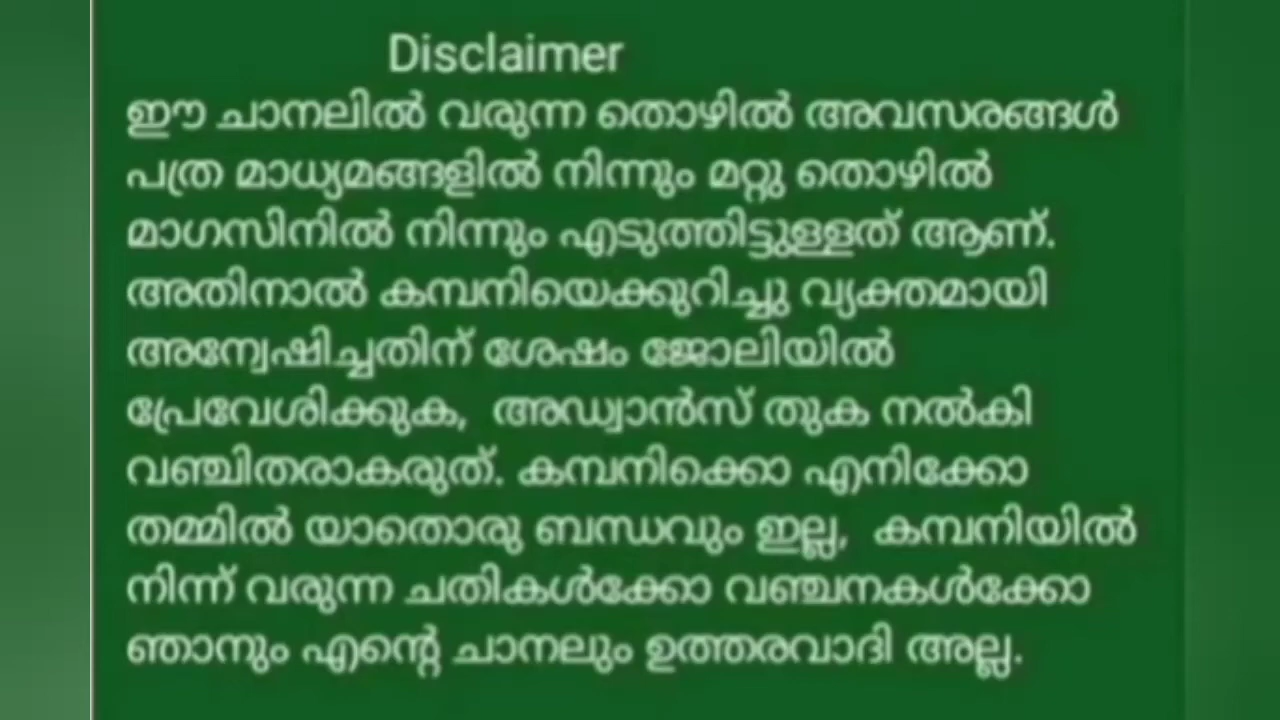 Disclaimer
ഈ ചാനലിൽ വരുന്ന തൊഴിൽ അവസരങ്ങൾ
പത്ര മാധ്യമങ്ങളിൽ നിന്നും മറ്റു തൊഴിൽ
മാഗസിനിൽ നിന്നും എടുത്തിട്ടുള്ളത് ആണ്.
അതിനാൽ കമ്പനിയെക്കുറിച്ചു വ്യക്തമായി
അന്വേഷിച്ചതിന് ശേഷം ജോലിയിൽ
പ്രേവേശിക്കുക, അഡ്വാൻസ് തുക നൽകി
വഞ്ചിതരാകരുത്. കമ്പനിക്കൊ എനിക്കോ
തമ്മിൽ യാതൊരു ബന്ധവും ഇല്ല, കമ്പനിയിൽ
നിന്ന് വരുന്ന ചതികൾക്കോ വഞ്ചനകൾക്കോ
ഞാനും എന്റെ ചാനലും ഉത്തരവാദി അല്ല.